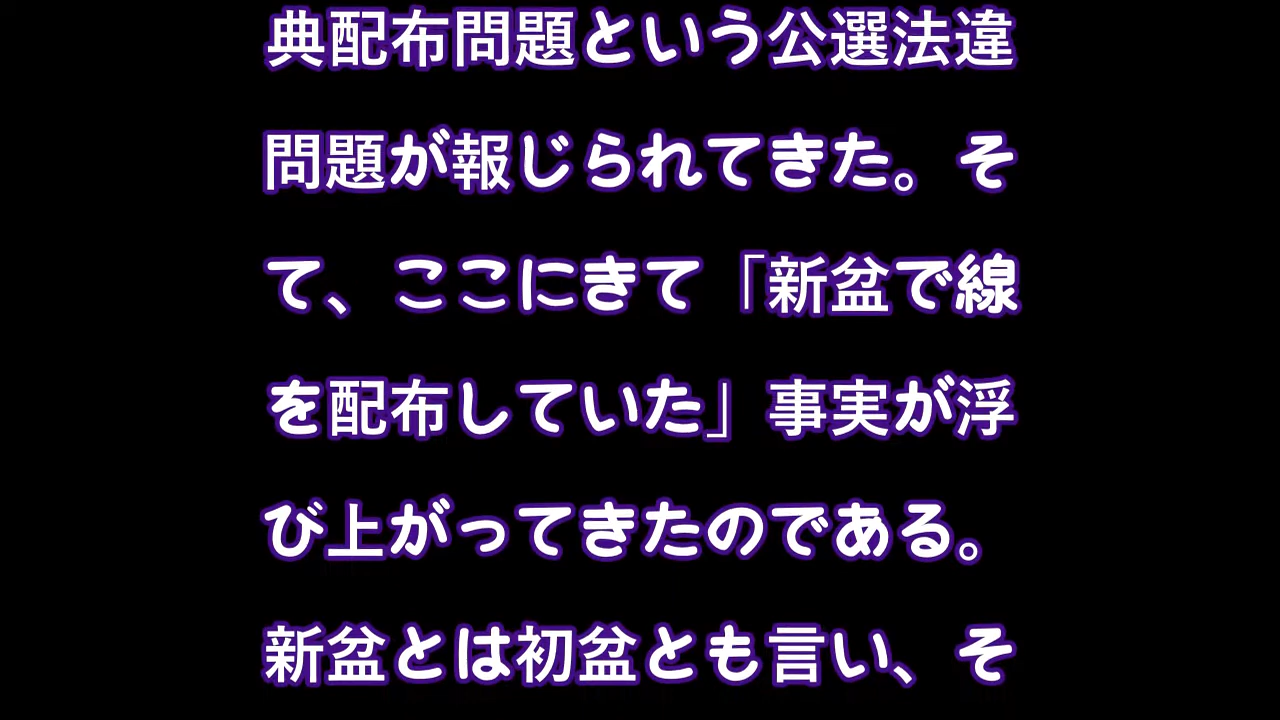 典配布問題という公選法違
問題が報じられてきた。そ
て、ここにきて「新盆で線
を配布していた」事実が浮
び上がってきたのである。
新盆とは初盆とも言い、そ